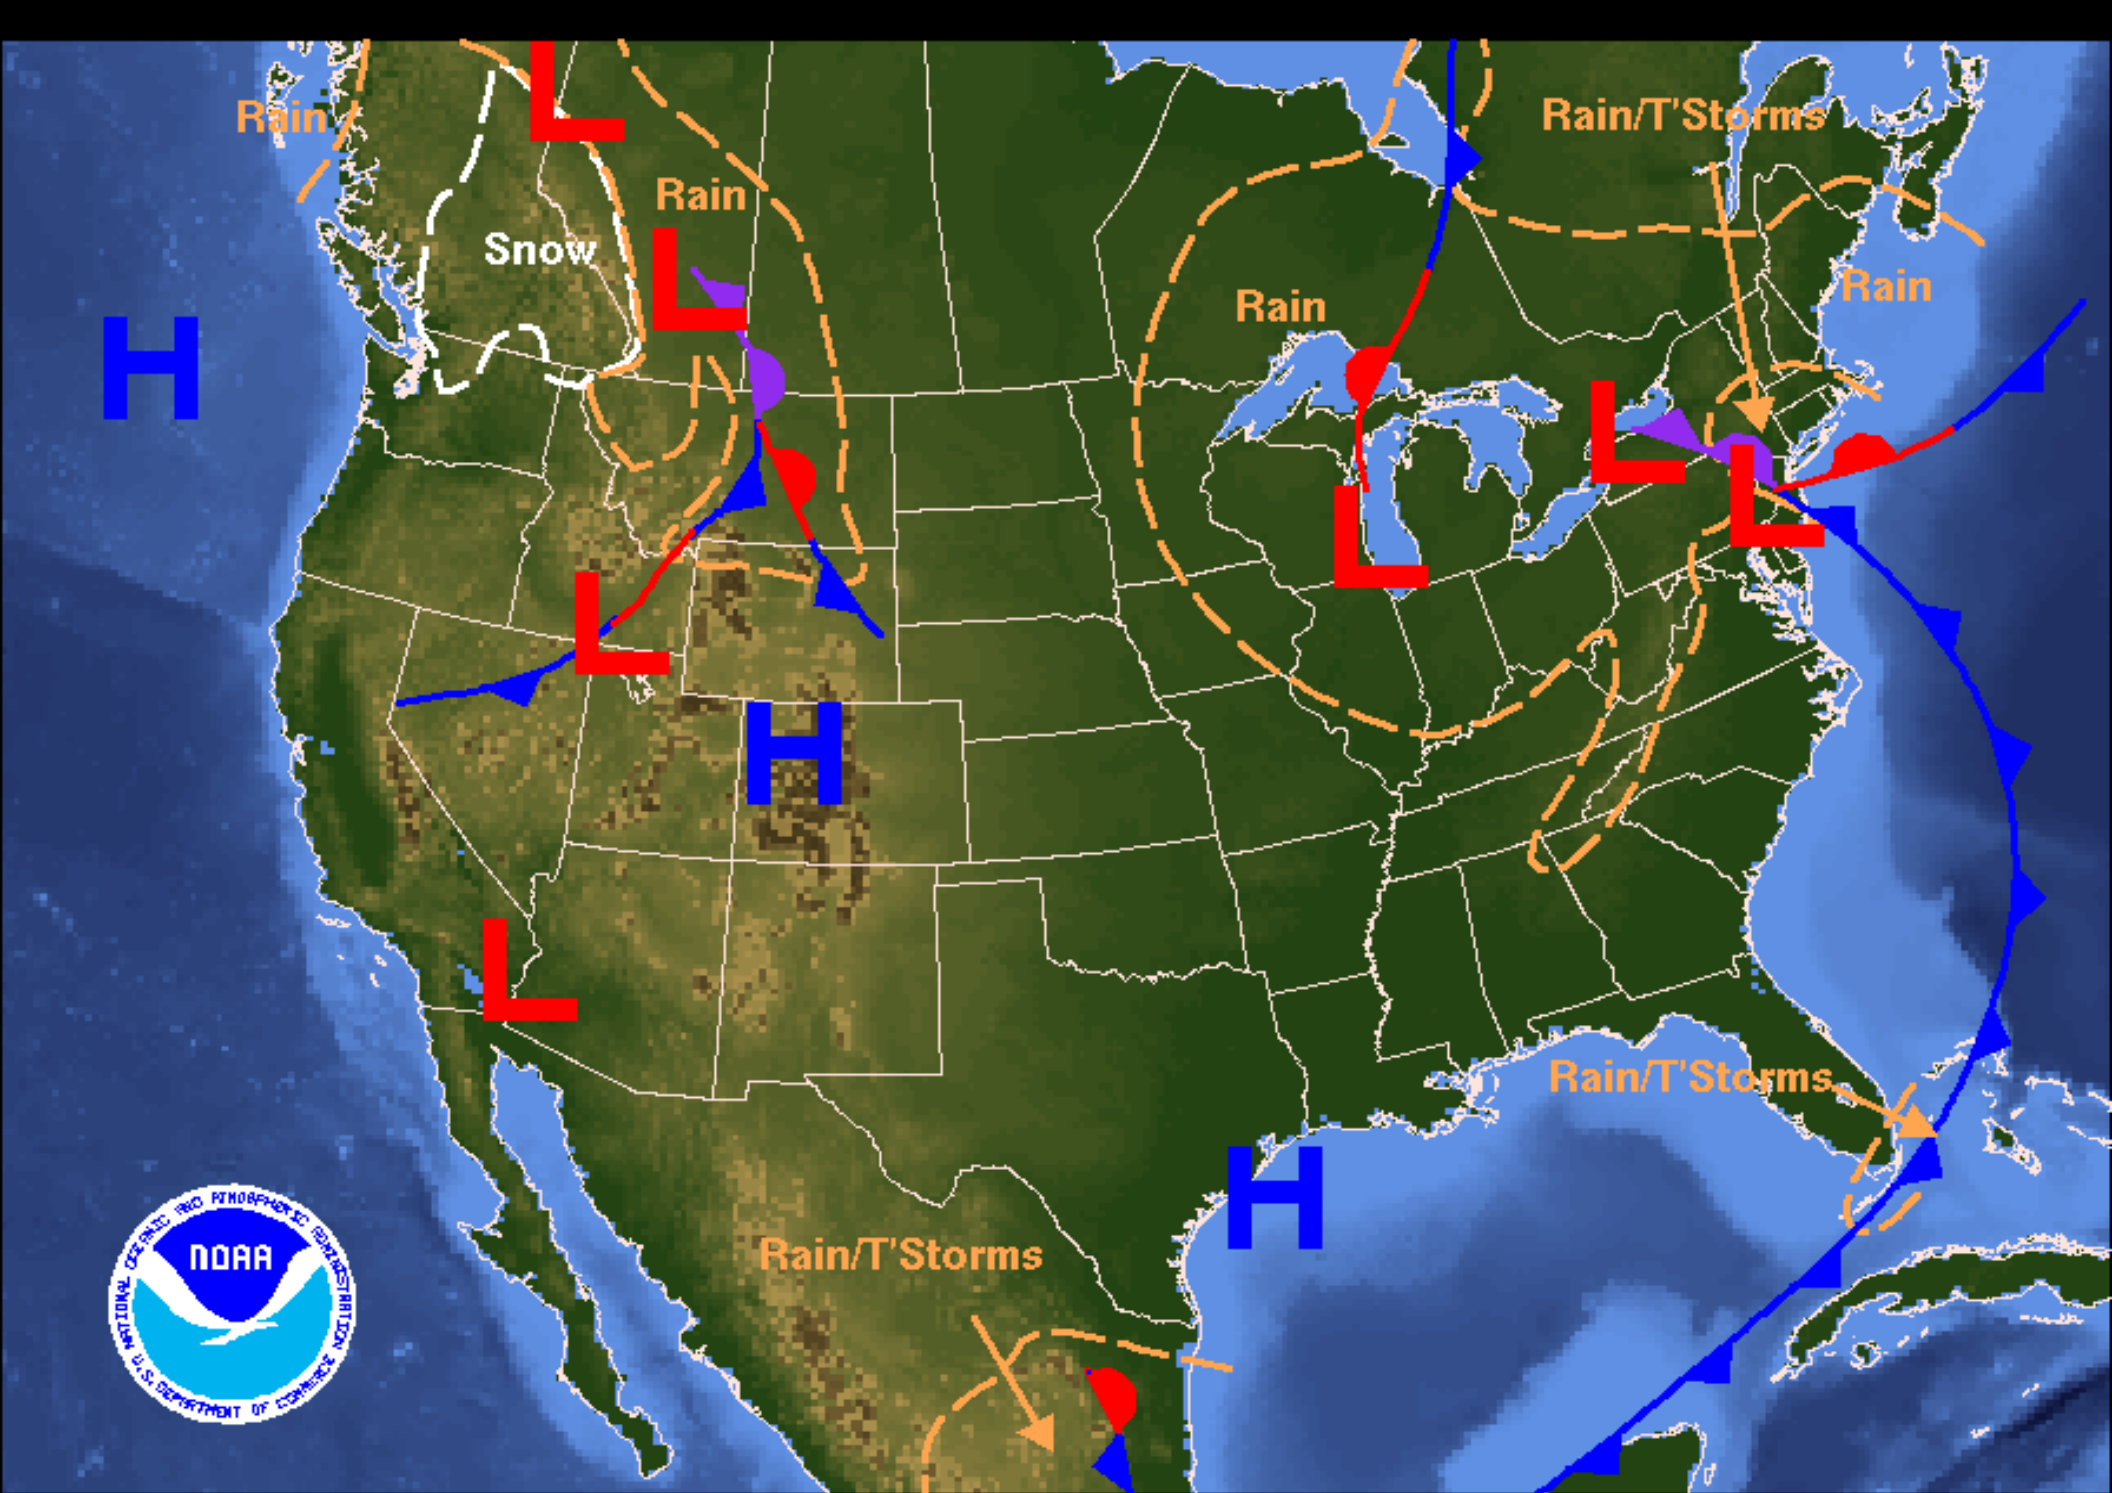 Rain
Rain/T'Storms
Rain
Snow
Rain
Rain
H
L
L
L
L
L
L
L
H
H
Rain/T'Storms
Rain/T'Storms
NOAA
NATIONAL OCEANIC AND ATMOSPHERIC ADMINISTRATION
U.S. DEPARTMENT OF COMMERCE